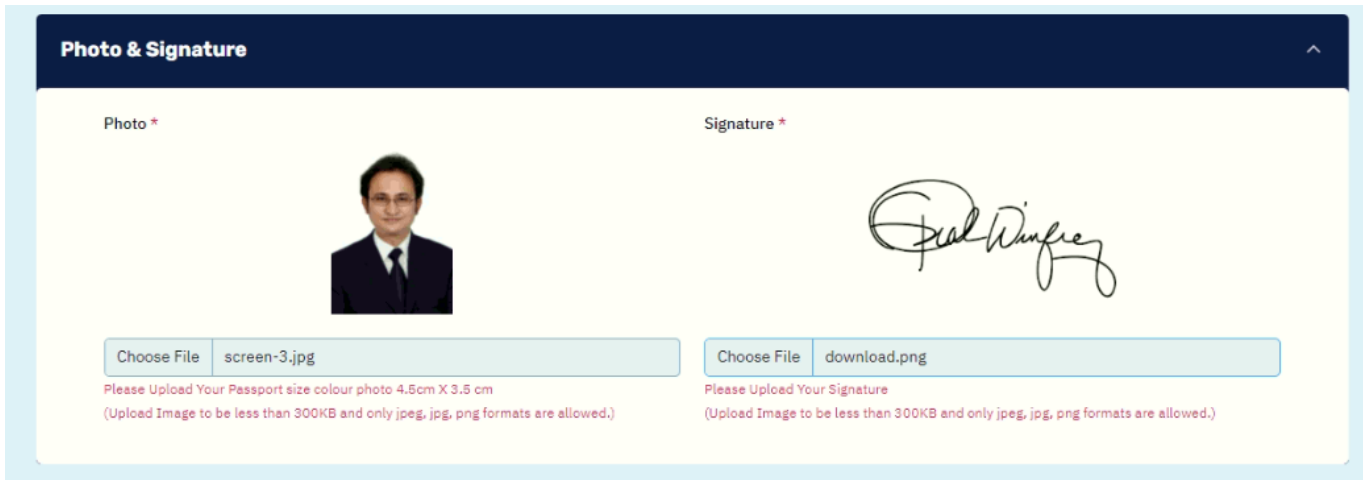 Photo & Signature
Photo *
Signature *
Choose File screen-3.jpg
Please Upload Your Passport size colour photo 4.5cm X 3.5 cm
(Upload Image to be less than 300KB and only jpeg, jpg, png formats are allowed.)
Winfrey
Choose File download.png
Please Upload Your Signature
(Upload Image to be less than 300KB and only jpeg, jpg, png formats are allowed.)